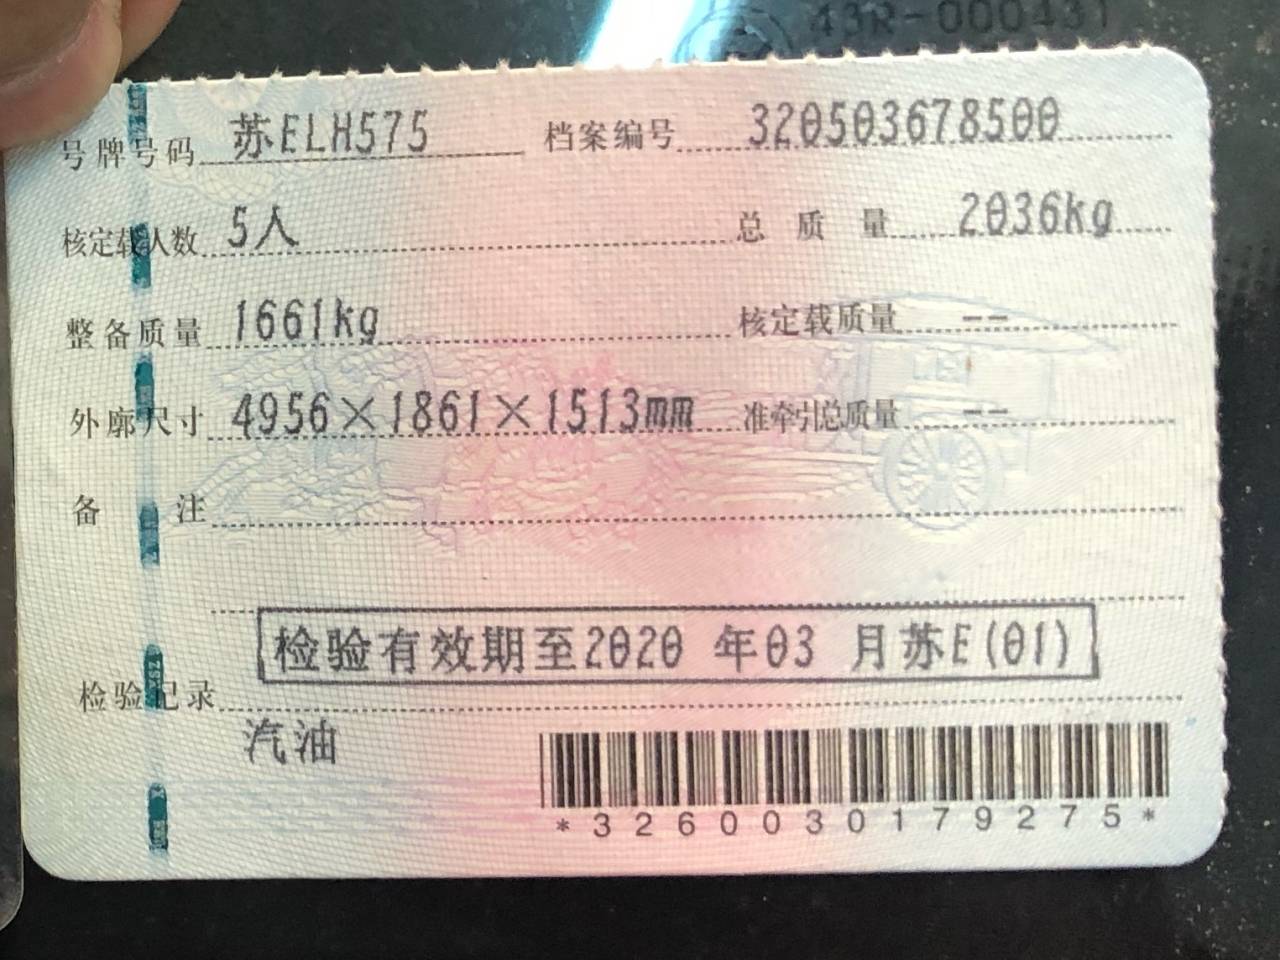 43R-000431
号牌号码 苏ELH575 档案编号 320503678500
核定载人数 5人 总质量 2036kg
整备质量 1661kg 核定载质量 --
外廓尺寸 4956×1861×1513mm 准牵引总质量 --
备注
检验有效期至2020 年03 月苏E(01)
检验记录
汽油
*3260030179275*